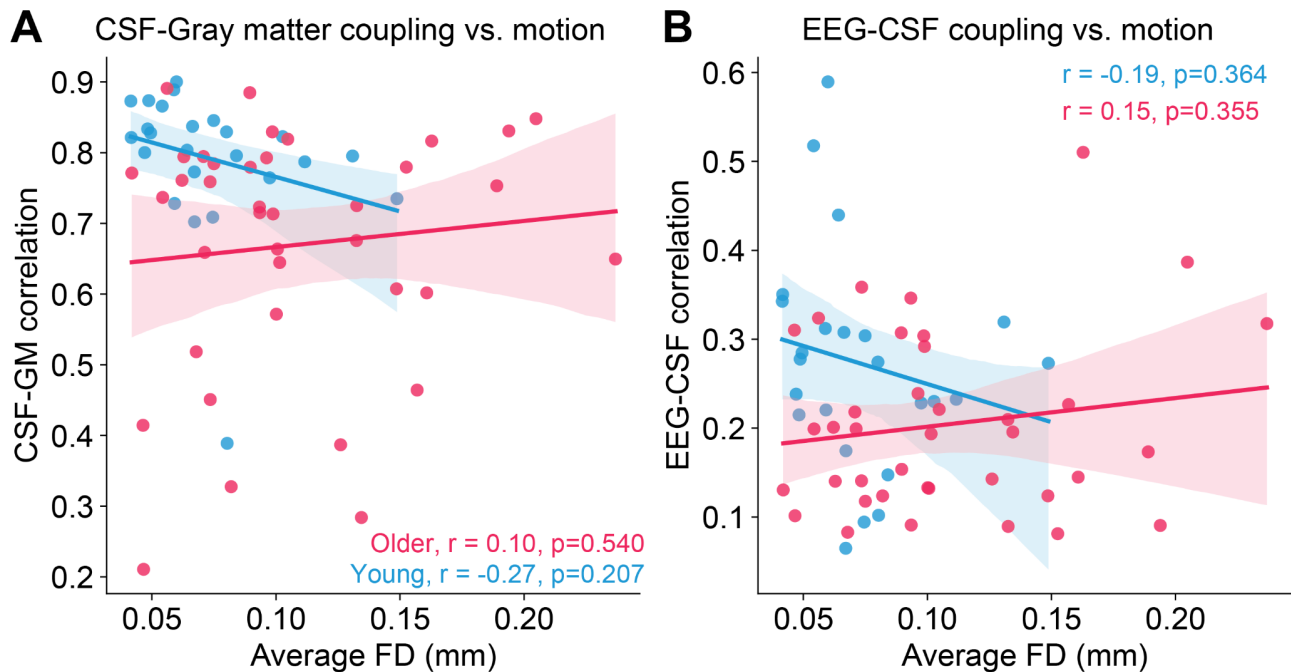 A
CSF-Gray matter coupling vs. motion
CSF-GM correlation
0.9
0.8
0.7
0.6
0.5
0.4
0.3
0.2
Older, r = 0.10, p=0.540
Young, r = -0.27, p=0.207
0.05
0.10
0.15
0.20
Average FD (mm)
B
EEG-CSF coupling vs. motion
EEG-CSF correlation
0.6
0.5
0.4
0.3
0.2
0.1
r = -0.19, p=0.364
r = 0.15, p=0.355
0.05
0.10
0.15
0.20
Average FD (mm)